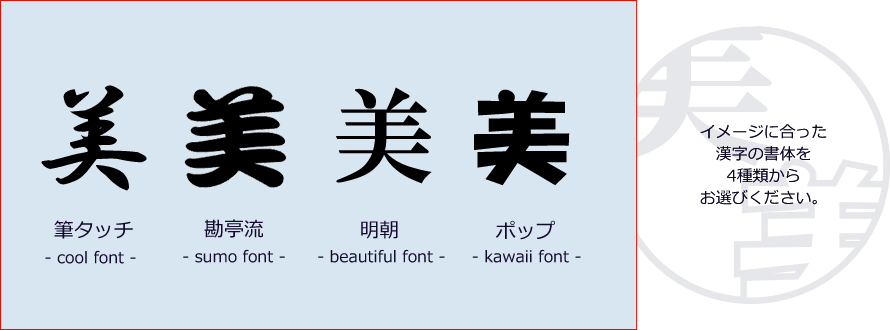 美 美 美 美
筆タッチ 勘亭流 明朝 ポップ
- cool font - - sumo font - - beautiful font - - kawaii font -
イメージに合った
漢字の書体を
4種類から
お選びください。
美
美